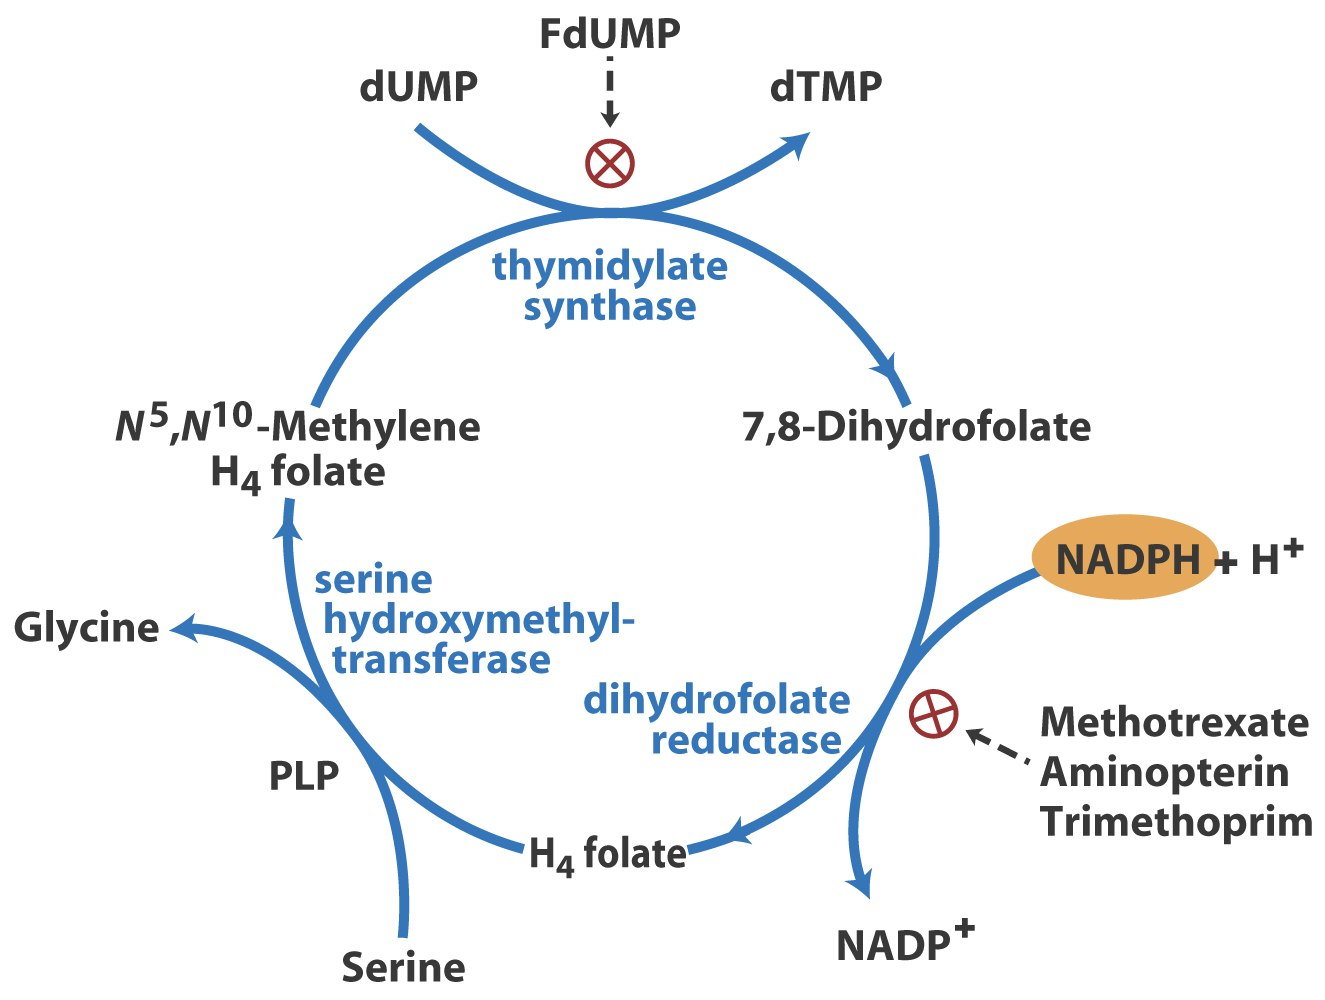 FdUMP
dUMP
dTMP
thymidylate
synthase
N⁵,N¹⁰-Methylene
H₄ folate
7,8-Dihydrofolate
NADPH + H⁺
serine
hydroxymethyl-
transferase
Glycine
dihydrofolate
reductase
Methotrexate
Aminopterin
Trimethoprim
PLP
H₄ folate
NADP⁺
Serine